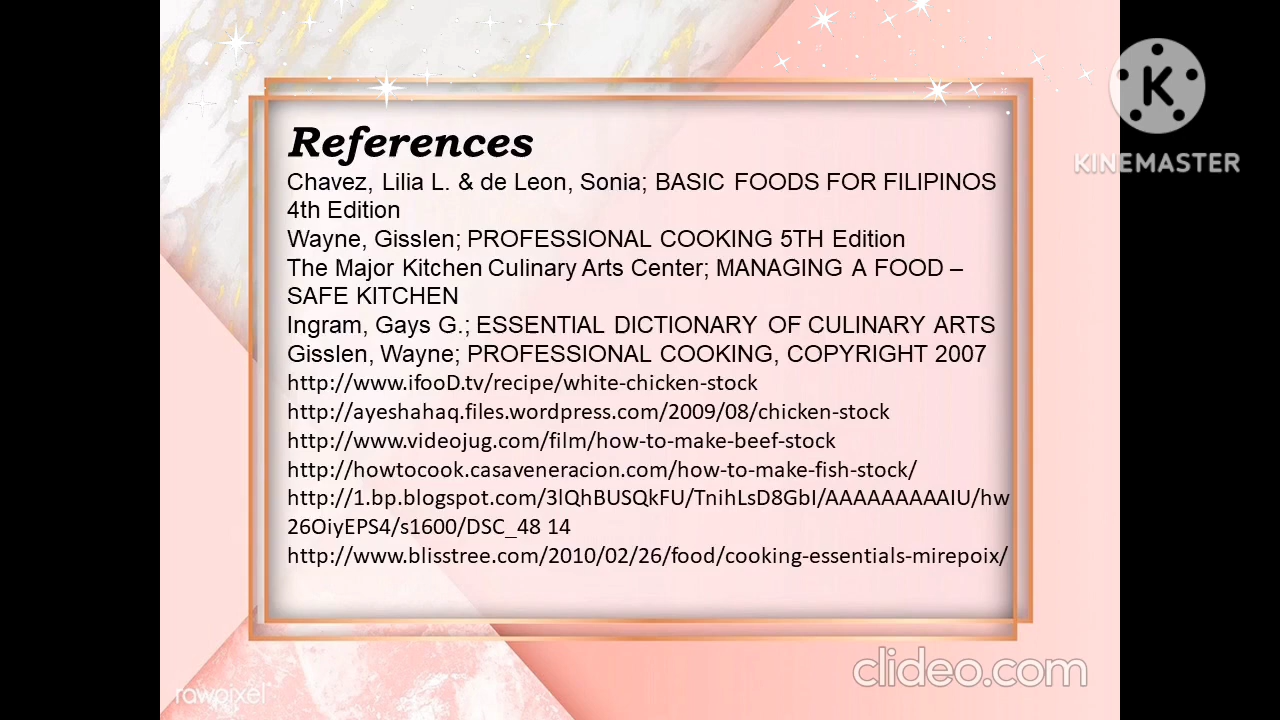 References
Chavez, Lilia L. & de Leon, Sonia; BASIC FOODS FOR FILIPINOS
4th Edition
Wayne, Gisslen; PROFESSIONAL COOKING 5TH Edition
The Major Kitchen Culinary Arts Center; MANAGING A FOOD –
SAFE KITCHEN
Ingram, Gays G.; ESSENTIAL DICTIONARY OF CULINARY ARTS
Gisslen, Wayne; PROFESSIONAL COOKING, COPYRIGHT 2007
http://www.ifooD.tv/recipe/white-chicken-stock
http://ayeshahaq.files.wordpress.com/2009/08/chicken-stock
http://www.videojug.com/film/how-to-make-beef-stock
http://howtocook.casaveneracion.com/how-to-make-fish-stock/
http://1.bp.blogspot.com/3lQhBUSQkFU/TnihLsD8GbI/AAAAAAAAAIU/hw
26OiyEPS4/s1600/DSC_48 14
http://www.blisstree.com/2010/02/26/food/cooking-essentials-mirepoix/
K
KINEMASTER
clideo.com
rawpixel